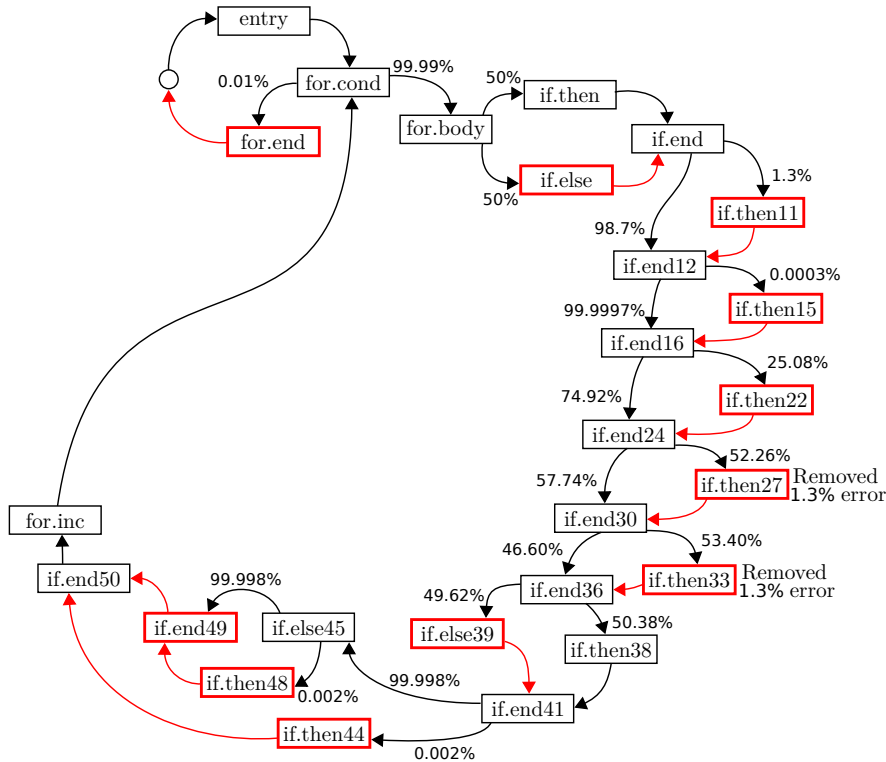 entry
99.99%
0.01%
for.cond
50%
if.then
for.body
for.end
if.end
1.3%
if.else
50%
if.then11
98.7%
if.end12
0.0003%
99.9997%
if.then15
if.end16
25.08%
74.92%
if.then22
if.end24
52.26%
57.74%
if.then27
Removed
1.3% error
if.end30
for.inc
53.40%
46.60%
if.then33
Removed
1.3% error
if.end50
99.998%
if.end36
49.62%
50.38%
if.end49
if.else45
if.else39
if.then38
if.then48
99.998%
0.002%
if.end41
if.then44
0.002%